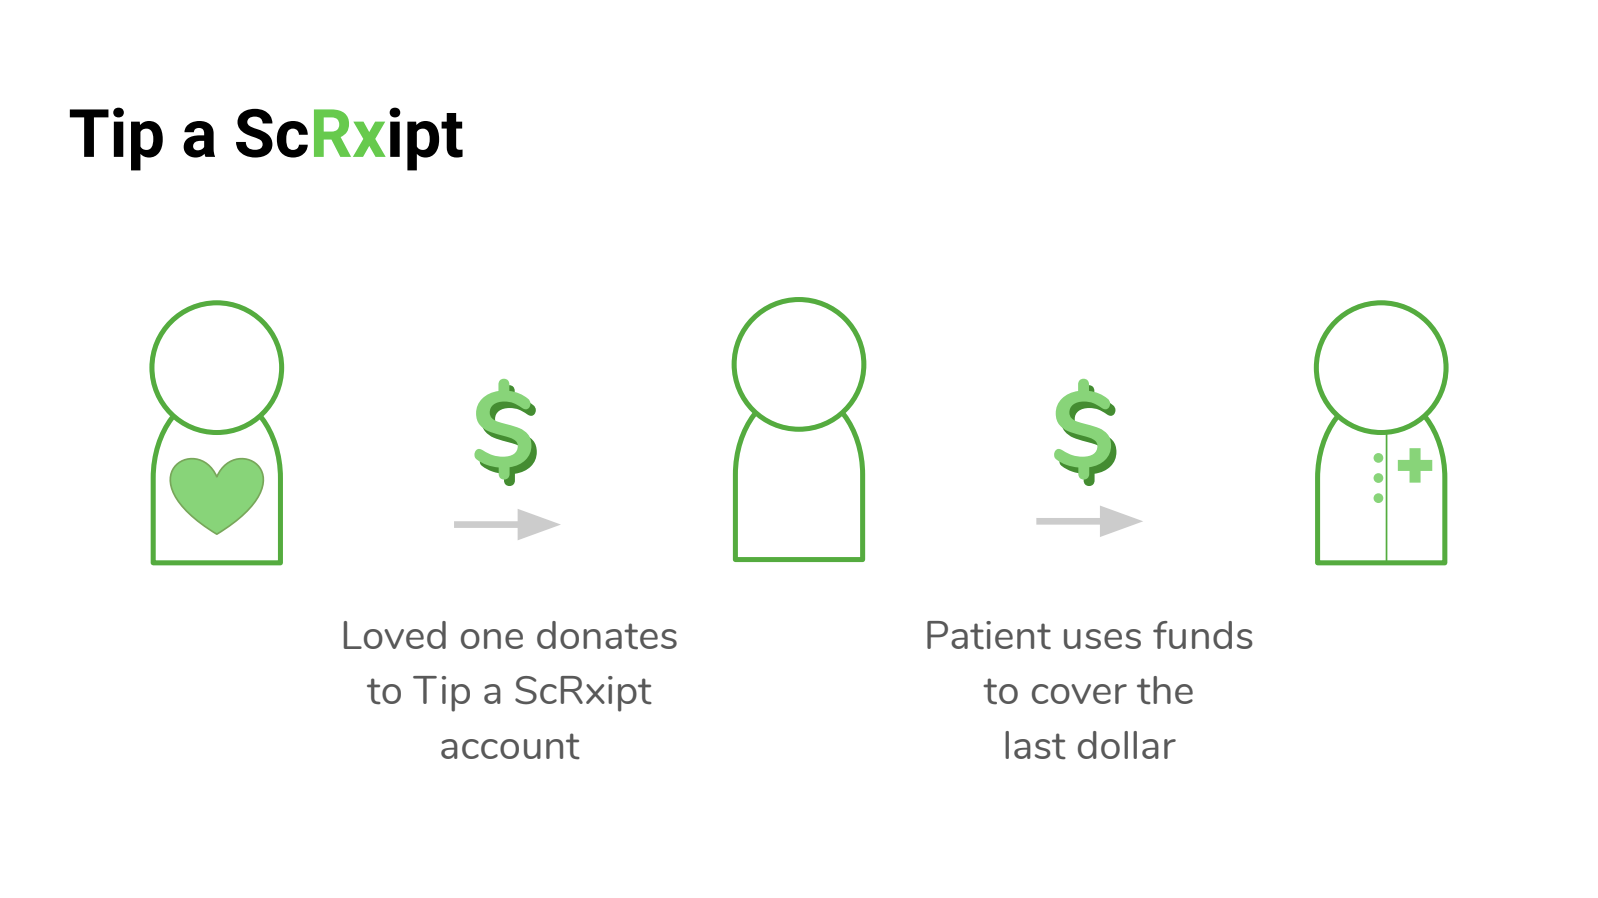 Tip a ScRxipt
$
$
Loved one donates
to Tip a ScRxipt
account
Patient uses funds
to cover the
last dollar